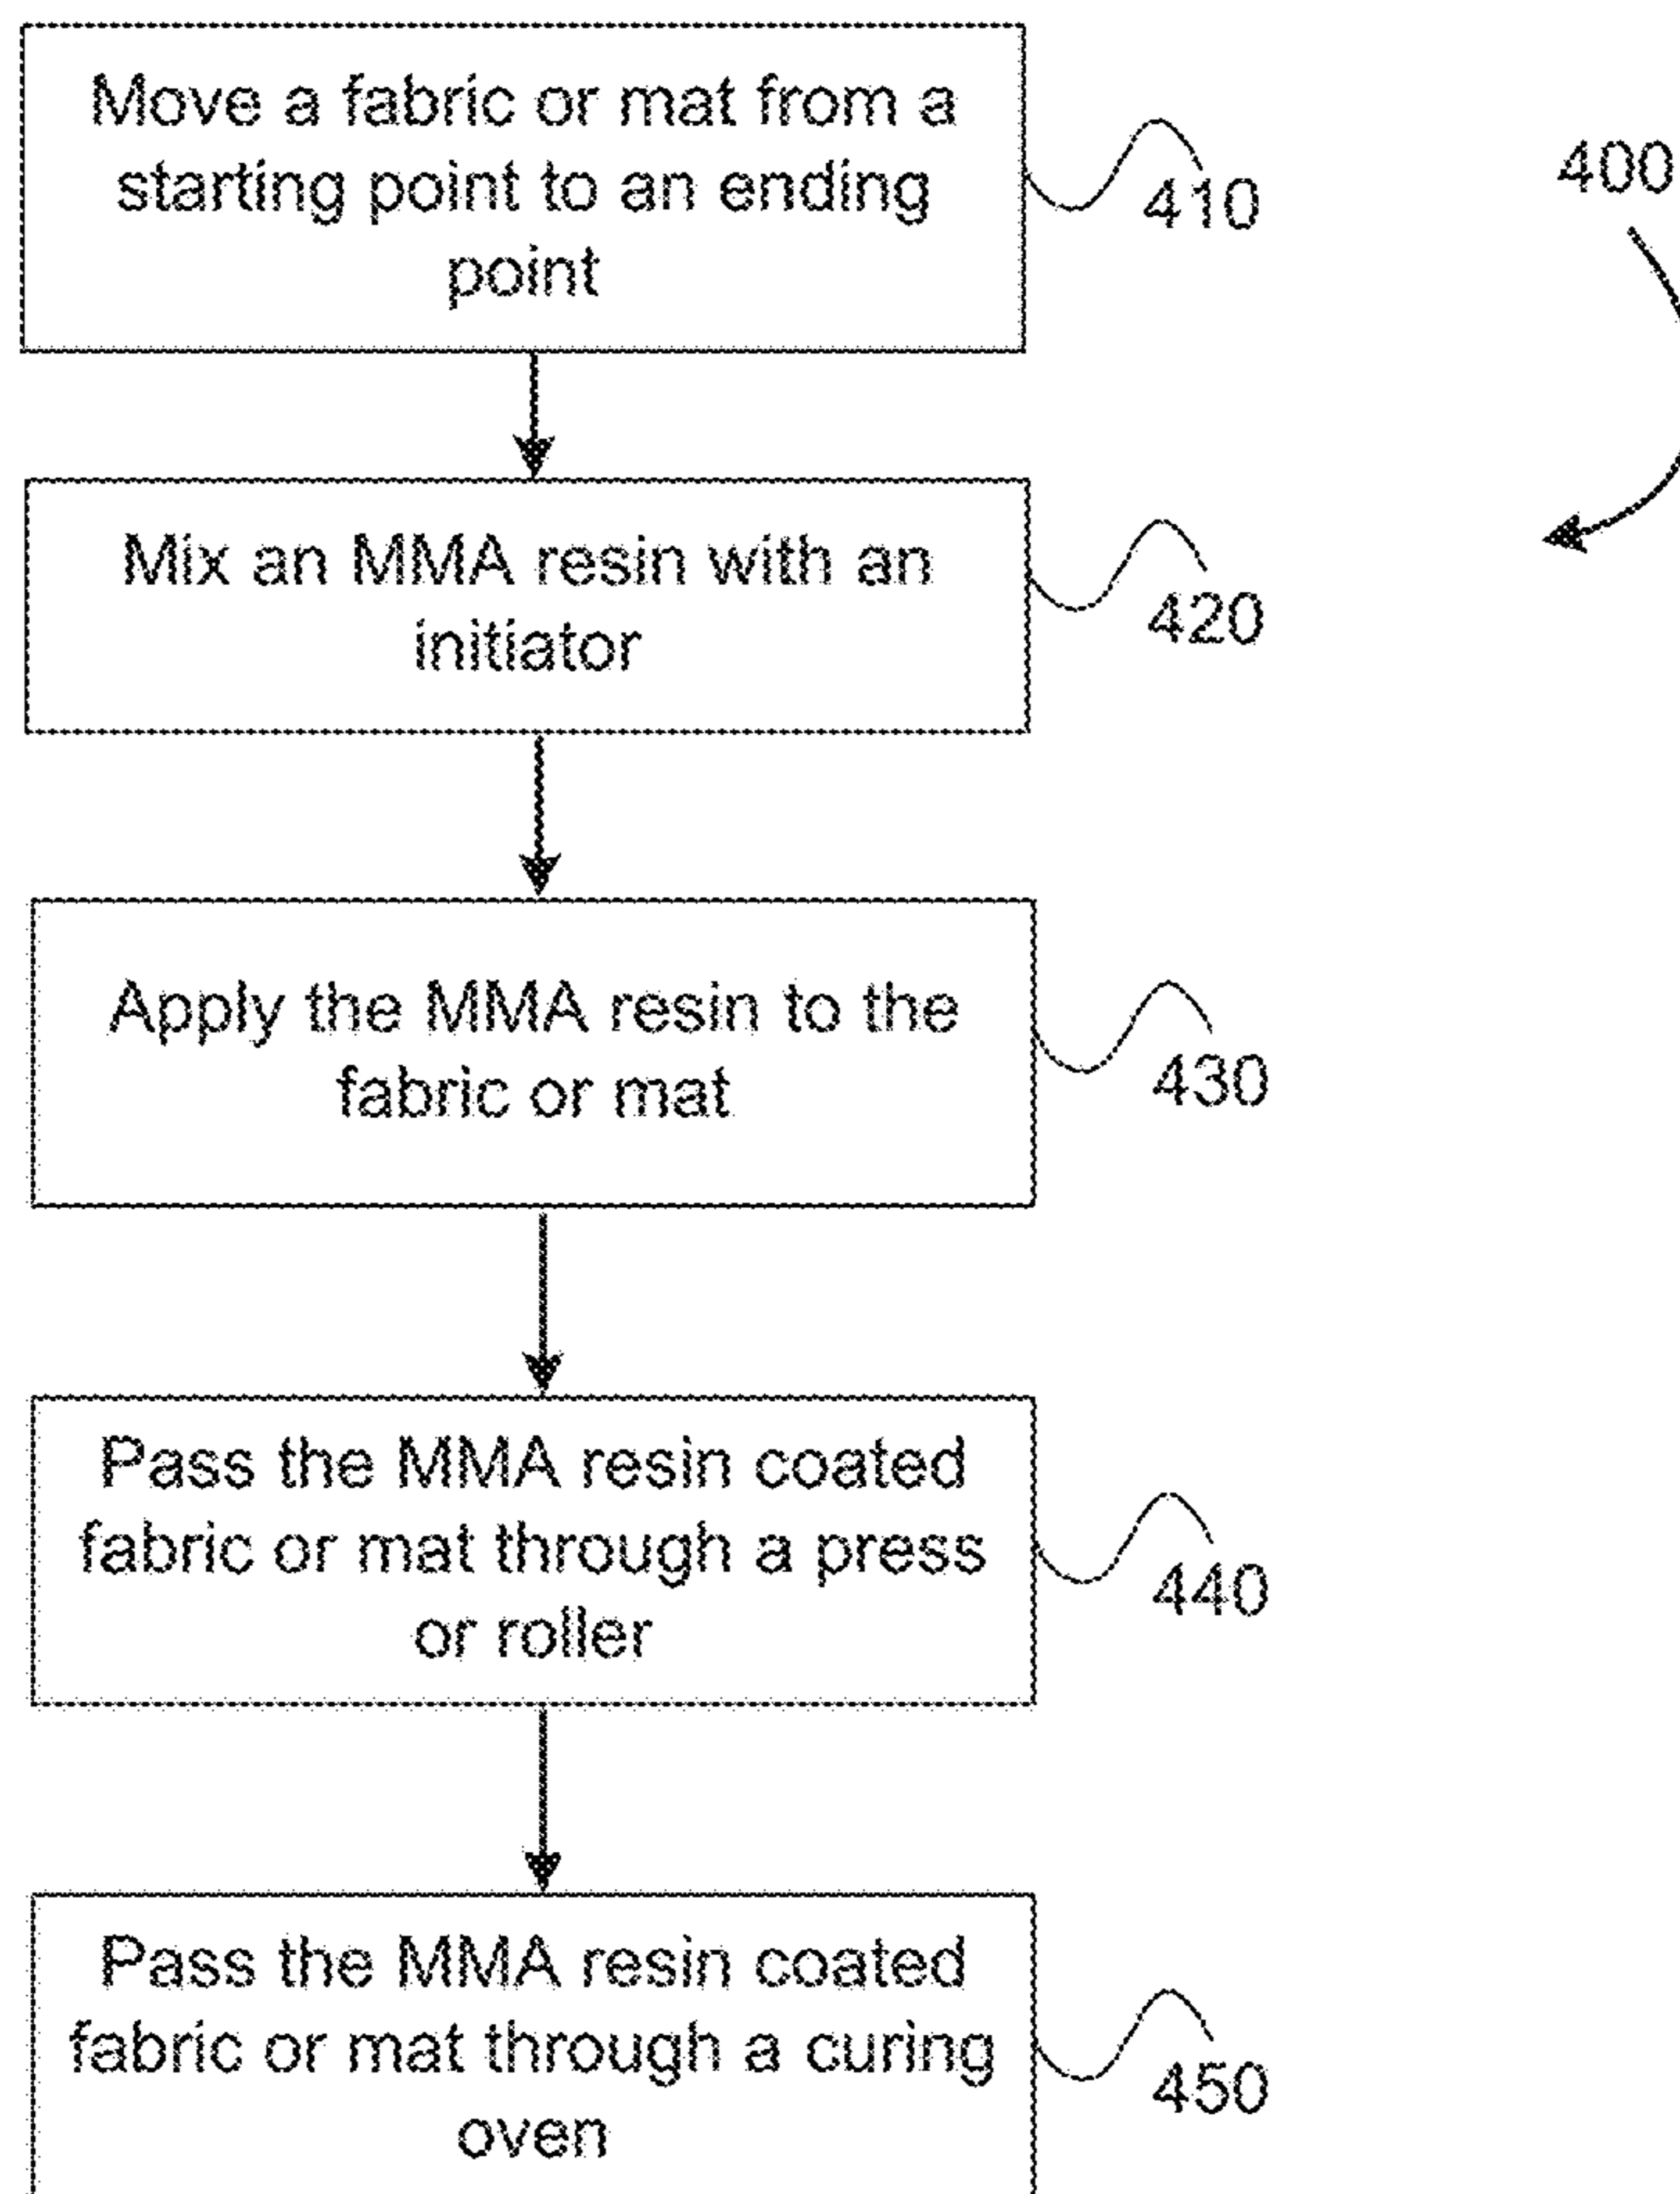 Move a fabric or mat from a
starting point to an ending
point
410
400
Mix an MMA resin with an
initiator
420
Apply the MMA resin to the
fabric or mat
430
Pass the MMA resin coated
fabric or mat through a press
or roller
440
Pass the MMA resin coated
fabric or mat through a curing
oven
450